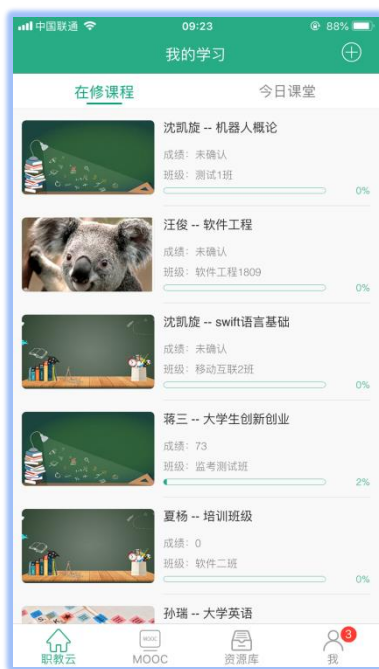 中国联通 09:23 88%
我的学习
在修课程 今日课堂
沈凯旋 -- 机器人概论
成绩：未确认
班级：测试1班
0%
汪俊 -- 软件工程
成绩：未确认
班级：软件工程1809
0%
沈凯旋 -- swift语言基础
成绩：未确认
班级：移动互联2班
0%
蒋三 -- 大学生创新创业
成绩：73
班级：监考测试班
2%
夏杨 -- 培训班级
成绩：0
班级：软件二班
0%
孙瑞 -- 大学英语
MOOC 3
职教云 MOOC 资源库 我